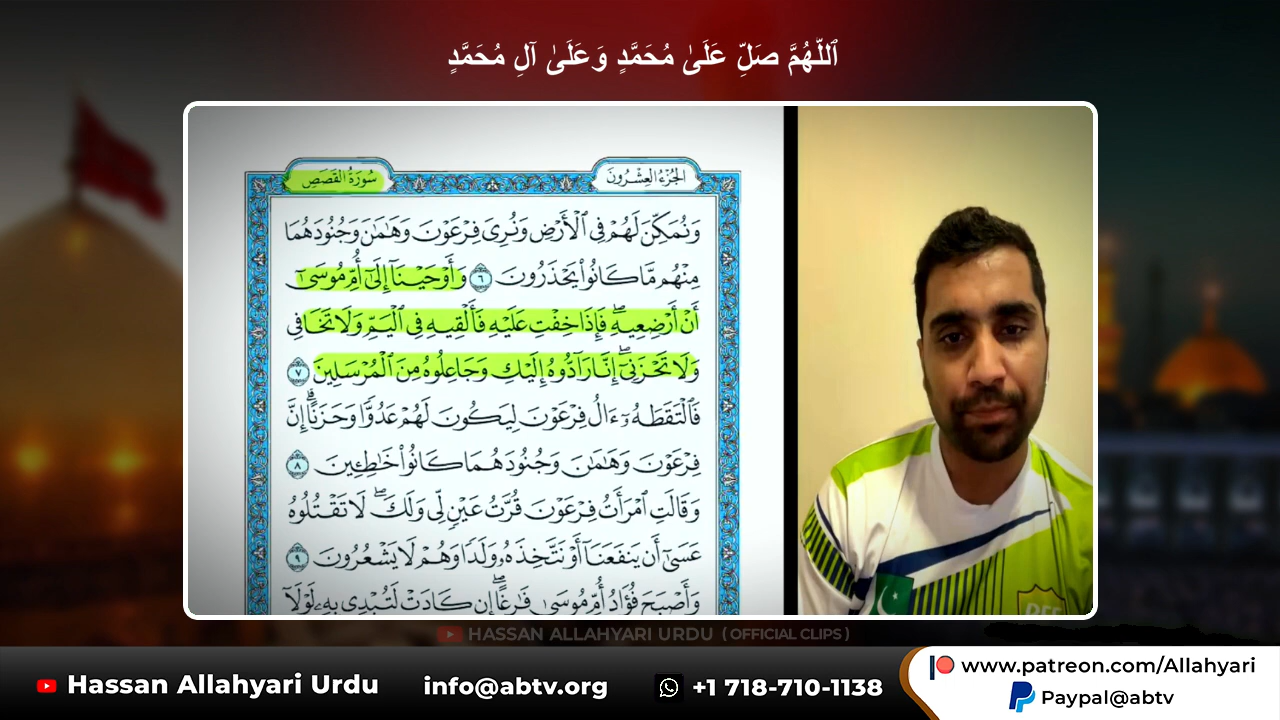 ٱللّٰهُمَّ صَلِّ عَلَىٰ مُحَمَّدٍ وَعَلَىٰ آلِ مُحَمَّدٍ
سُورَةُ القَصَصِ
الجُزْءُ العِشْرُونَ
وَنُمَكِّنَ لَهُمْ فِى ٱلْأَرْضِ وَنُرِىَ فِرْعَوْنَ وَهَٰمَٰنَ وَجُنُودَهُمَا
مِنْهُم مَّا كَانُوا۟ يَحْذَرُونَ ٦ وَأَوْحَيْنَآ إِلَىٰٓ أُمِّ مُوسَىٰٓ
أَنْ أَرْضِعِيهِ ۖ فَإِذَا خِفْتِ عَلَيْهِ فَأَلْقِيهِ فِى ٱلْيَمِّ وَلَا تَخَافِى
وَلَا تَحْزَنِىٓ ۖ إِنَّا رَآدُّوهُ إِلَيْكِ وَجَاعِلُوهُ مِنَ ٱلْمُرْسَلِينَ ٧
فَٱلْتَقَطَهُۥٓ ءَالُ فِرْعَوْنَ لِيَكُونَ لَهُمْ عَدُوًّا وَحَزَنًا ۗ إِنَّ
فِرْعَوْنَ وَهَٰمَٰنَ وَجُنُودَهُمَا كَانُوا۟ خَٰطِـِٔينَ ٨
وَقَالَتِ ٱمْرَأَتُ فِرْعَوْنَ قُرَّتُ عَيْنٍ لِّى وَلَكَ ۖ لَا تَقْتُلُوهُ
عَسَىٰٓ أَن يَنفَعَنَآ أَوْ نَتَّخِذَهُۥ وَلَدًا وَهُمْ لَا يَشْعُرُونَ ٩
وَأَصْبَحَ فُؤَادُ أُمِّ مُوسَىٰ فَٰرِغًا ۖ إِن كَادَتْ لَتُبْدِى بِهِۦ لَوْلَآ
HASSAN ALLAHYARI URDU ( OFFICIAL CLIPS )
Hassan Allahyari Urdu
info@abtv.org
+1 718-710-1138
www.patreon.com/Allahyari
Paypal@abtv